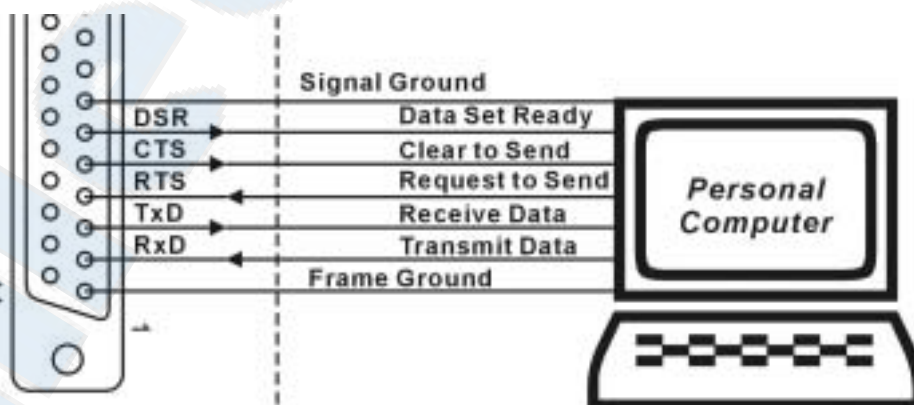 Signal Ground
DSR Data Set Ready
CTS Clear to Send
RTS Request to Send
TxD Receive Data
RxD Transmit Data
Frame Ground
Personal
Computer
1